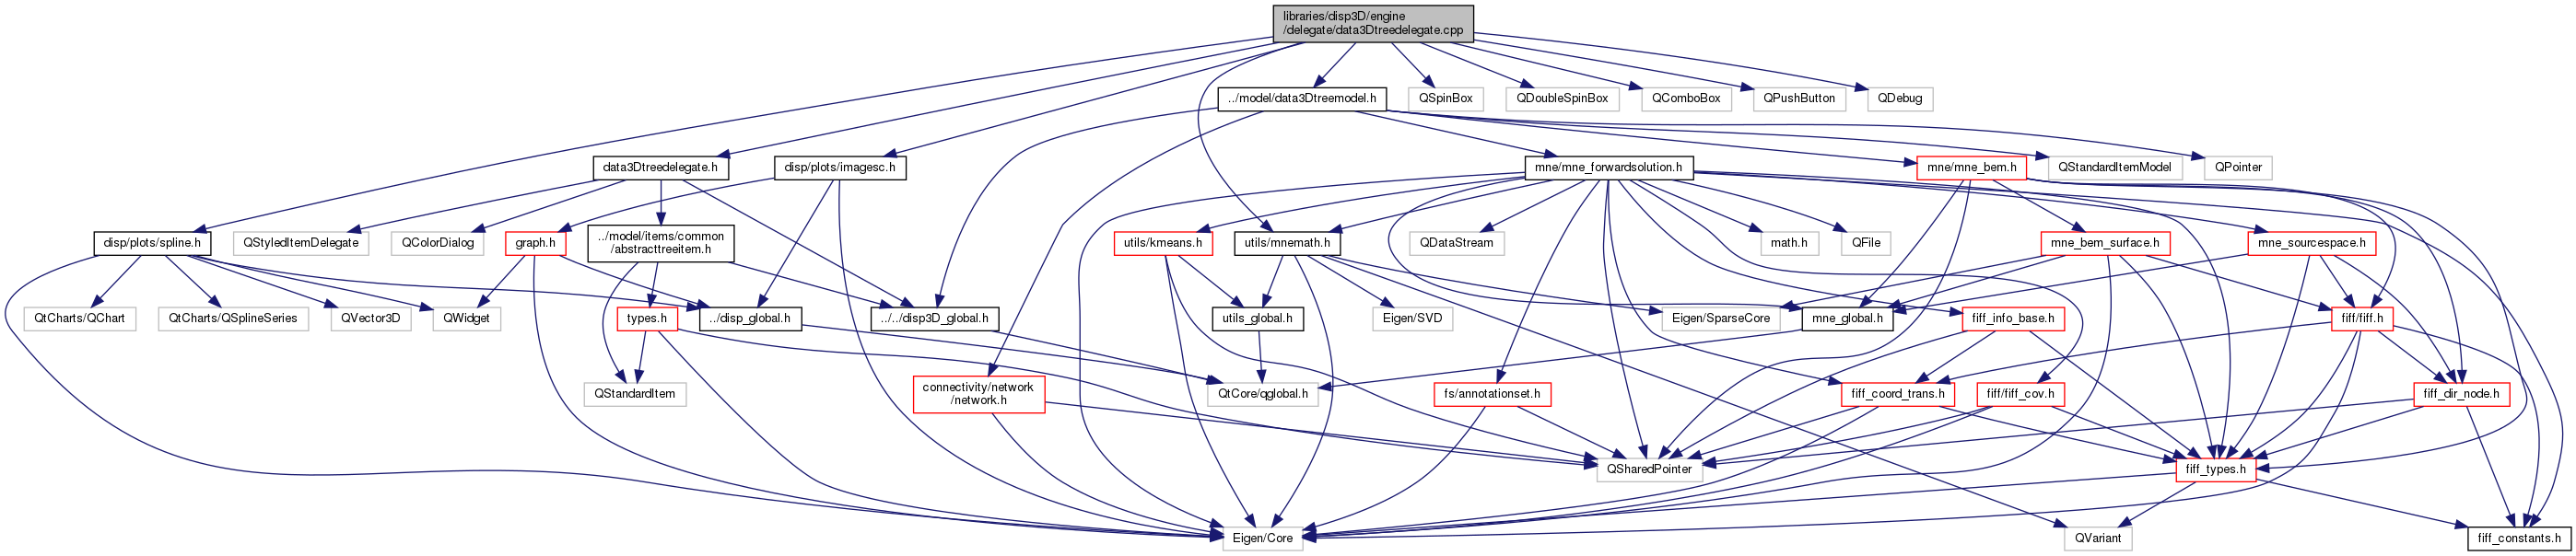 libraries/disp3D/engine
/delegate/data3Dtreedelegate.cpp
../model/data3Dtreemodel.h
QSpinBox
QDoubleSpinBox
QComboBox
QPushButton
QDebug
data3Dtreedelegate.h
disp/plots/imagesc.h
mne/mne_forwardsolution.h
mne/mne_bem.h
QStandardItemModel
QPointer
disp/plots/spline.h
QStyledItemDelegate
QColorDialog
graph.h
../model/items/common
/abstracttreeitem.h
utils/kmeans.h
utils/mnemath.h
QDataStream
math.h
QFile
mne_bem_surface.h
mne_sourcespace.h
QtCharts/QChart
QtCharts/QSplineSeries
QVector3D
QWidget
types.h
../disp_global.h
../../disp3D_global.h
utils_global.h
Eigen/SVD
Eigen/SparseCore
mne_global.h
fiff_info_base.h
fiff/fiff.h
QStandardItem
connectivity/network
/network.h
QtCore/qglobal.h
fs/annotationset.h
fiff_coord_trans.h
fiff/fiff_cov.h
fiff_dir_node.h
QSharedPointer
fiff_types.h
Eigen/Core
QVariant
fiff_constants.h